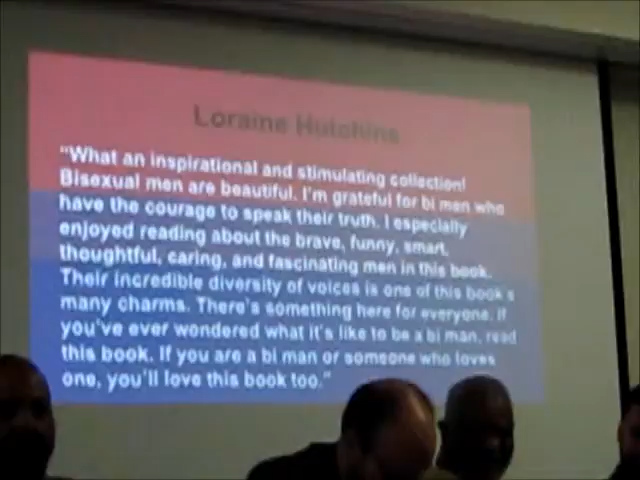 Loraine Hutchins
"What an inspirational and stimulating collection!
Bisexual men are beautiful. I'm grateful for bi men who
have the courage to speak their truth. I especially
enjoyed reading about the brave, funny, smart,
thoughtful, caring, and fascinating men in this book.
Their incredible diversity of voices is one of this book's
many charms. There's something here for everyone. If
you've ever wondered what it's like to be a bi man, read
this book. If you are a bi man or someone who loves
one, you'll love this book too."